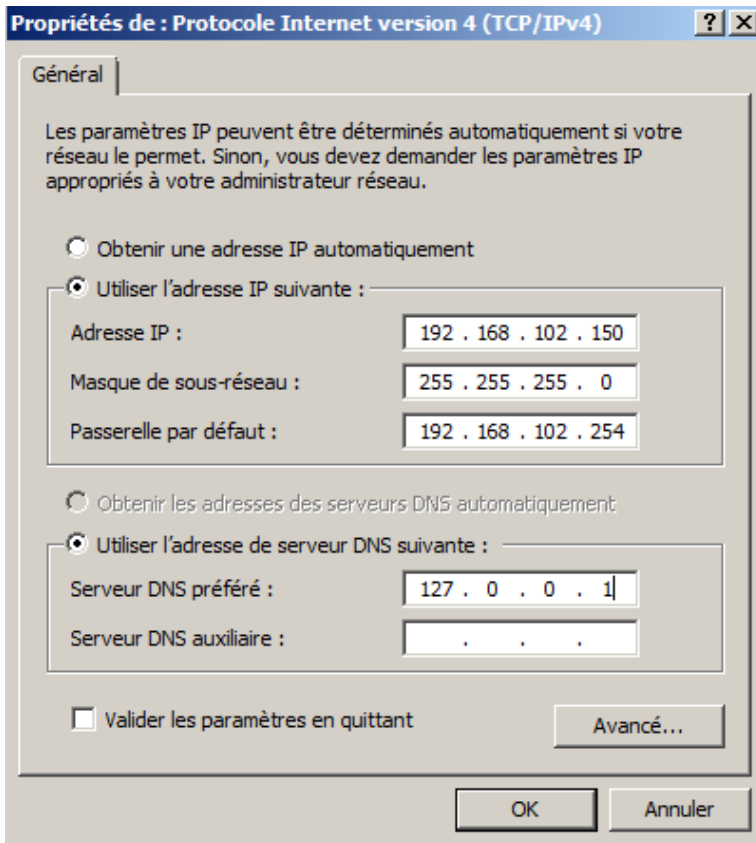 Propriétés de : Protocole Internet version 4 (TCP/IPv4)
Général
Les paramètres IP peuvent être déterminés automatiquement si votre
réseau le permet. Sinon, vous devez demander les paramètres IP
appropriés à votre administrateur réseau.
Obtenir une adresse IP automatiquement
Utiliser l'adresse IP suivante :
Adresse IP : 192 . 168 . 102 . 150
Masque de sous-réseau : 255 . 255 . 255 . 0
Passerelle par défaut : 192 . 168 . 102 . 254
Obtenir les adresses des serveurs DNS automatiquement
Utiliser l'adresse de serveur DNS suivante :
Serveur DNS préféré : 127 . 0 . 0 . 1
Serveur DNS auxiliaire : . . .
Valider les paramètres en quittant
Avancé...
OK Annuler